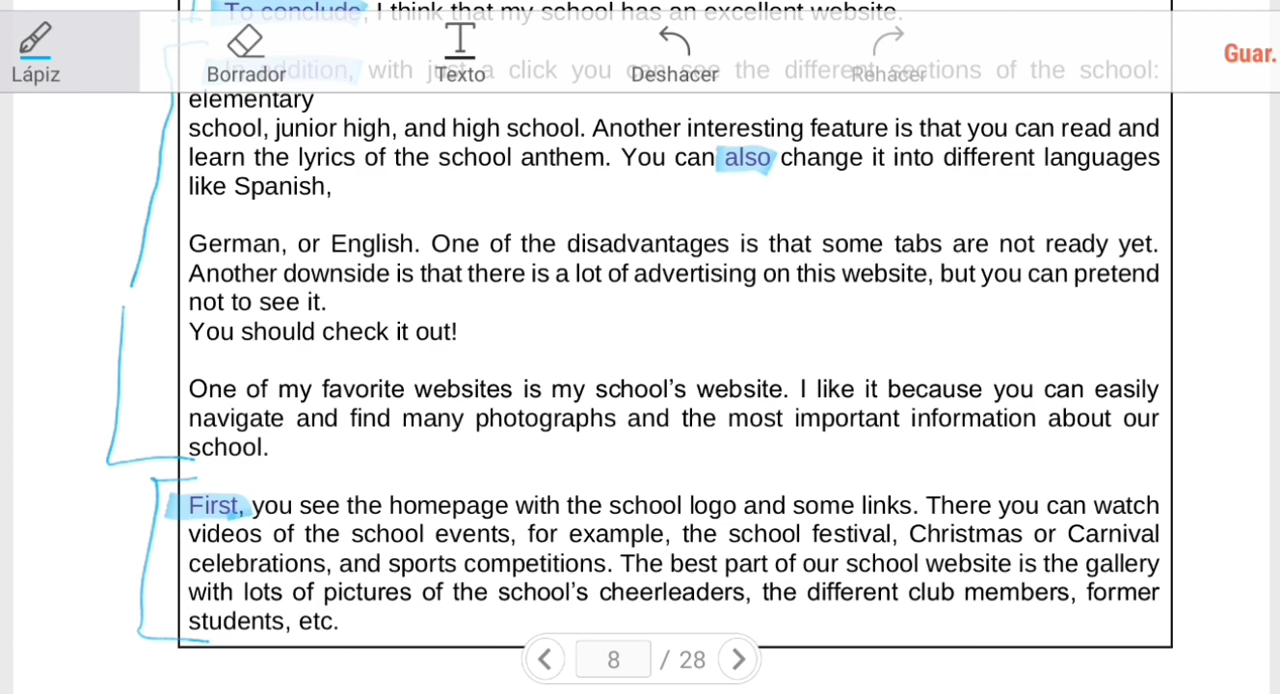 To conclude, I think that my school has an excellent website.
Lápiz
Borrador
Texto
Deshacer
Rehacer
Guar.
In addition, with just a click you can see the different sections of the school:
elementary
school, junior high, and high school. Another interesting feature is that you can read and
learn the lyrics of the school anthem. You can also change it into different languages
like Spanish,
German, or English. One of the disadvantages is that some tabs are not ready yet.
Another downside is that there is a lot of advertising on this website, but you can pretend
not to see it.
You should check it out!
One of my favorite websites is my school’s website. I like it because you can easily
navigate and find many photographs and the most important information about our
school.
First, you see the homepage with the school logo and some links. There you can watch
videos of the school events, for example, the school festival, Christmas or Carnival
celebrations, and sports competitions. The best part of our school website is the gallery
with lots of pictures of the school’s cheerleaders, the different club members, former
students, etc.
8 / 28